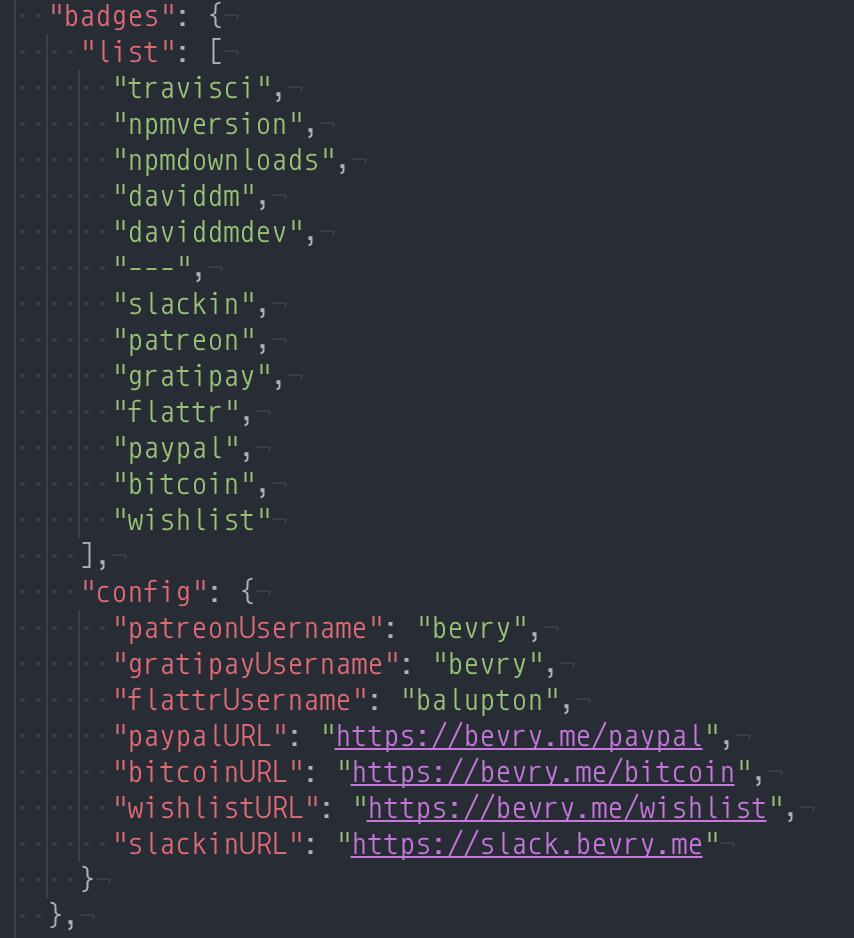 "badges": {
"list": [
"travisci",
"npmversion",
"npmdownloads",
"daviddm",
"daviddmdev",
"---",
"slackin",
"patreon",
"gratipay",
"flattr",
"paypal",
"bitcoin",
"wishlist"
],
"config": {
"patreonUsername": "bevry",
"gratipayUsername": "bevry",
"flattrUsername": "balupton",
"paypalURL": "https://bevry.me/paypal",
"bitcoinURL": "https://bevry.me/bitcoin",
"wishlistURL": "https://bevry.me/wishlist",
"slackinURL": "https://slack.bevry.me"
}
},